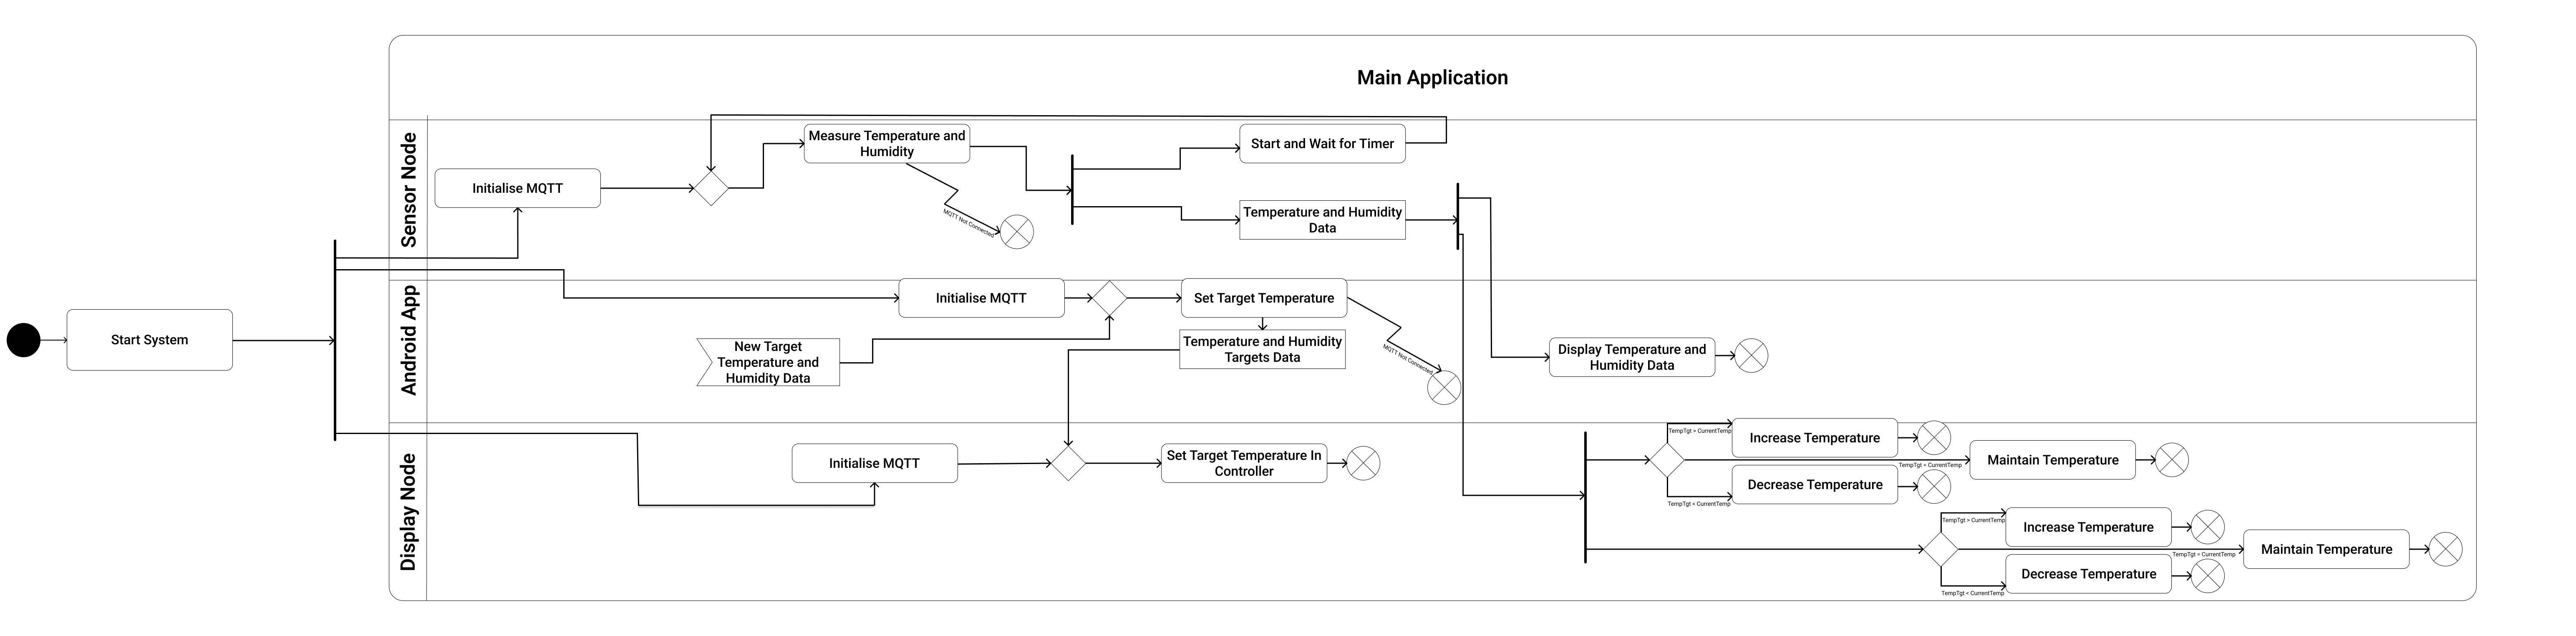 Main Application
Start System
Sensor Node
Initialise MQTT
Measure Temperature and
Humidity
MQTT Not Connected
Start and Wait for Timer
Temperature and Humidity
Data
Android App
Initialise MQTT
New Target
Temperature and
Humidity Data
Set Target Temperature
Temperature and Humidity
Targets Data
MQTT Not Connected
Display Temperature and
Humidity Data
Display Node
Initialise MQTT
Set Target Temperature In
Controller
TempTgt > CurrentTemp
Increase Temperature
TempTgt = CurrentTemp
Maintain Temperature
TempTgt < CurrentTemp
Decrease Temperature
TempTgt > CurrentTemp
Increase Temperature
TempTgt = CurrentTemp
Maintain Temperature
TempTgt < CurrentTemp
Decrease Temperature